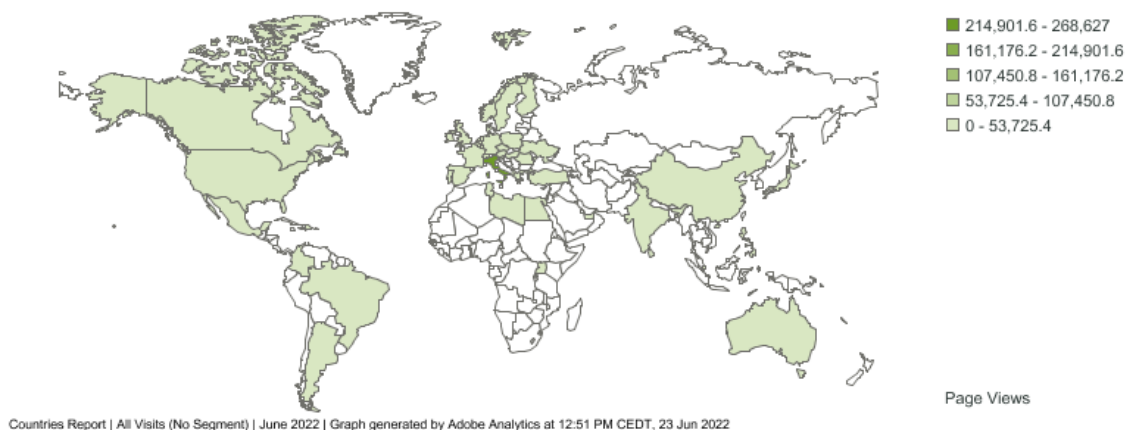 214,901.6 - 268,627
161,176.2 - 214,901.6
107,450.8 - 161,176.2
53,725.4 - 107,450.8
0 - 53,725.4
Page Views
Countries Report | All Visits (No Segment) | June 2022 | Graph generated by Adobe Analytics at 12:51 PM CEDT, 23 Jun 2022